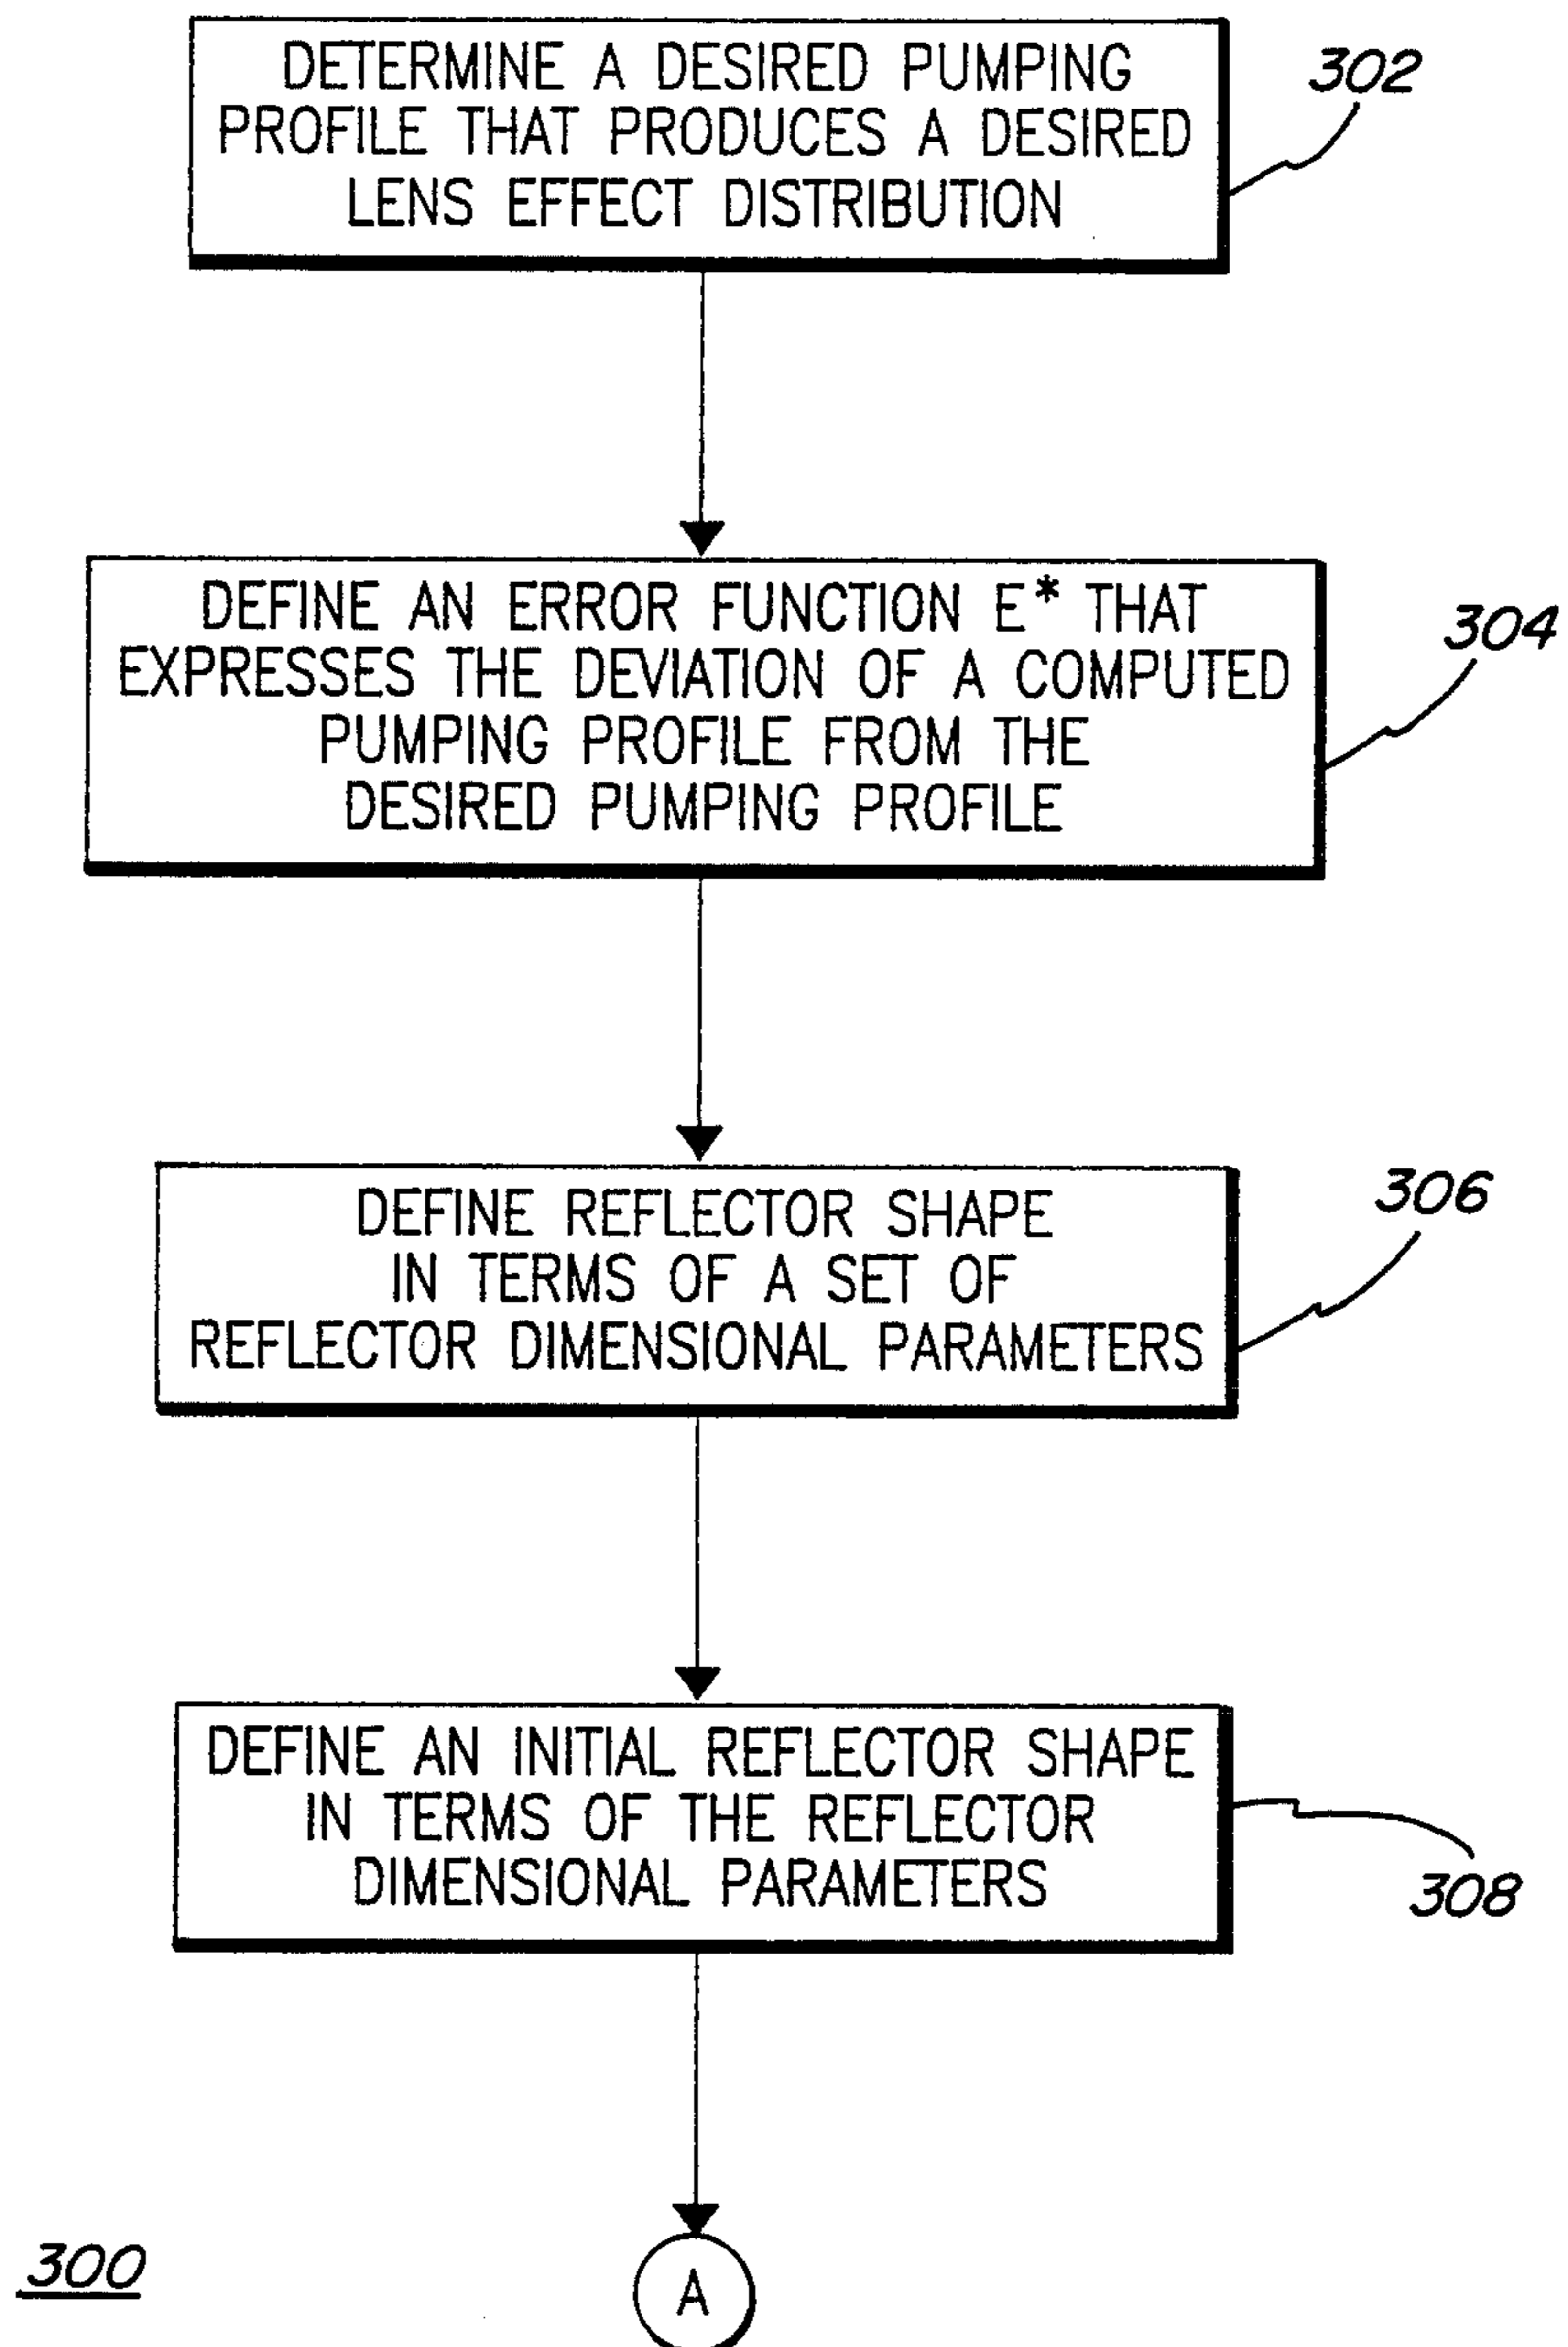 DETERMINE A DESIRED PUMPING
PROFILE THAT PRODUCES A DESIRED
LENS EFFECT DISTRIBUTION
302
DEFINE AN ERROR FUNCTION E* THAT
EXPRESSES THE DEVIATION OF A COMPUTED
PUMPING PROFILE FROM THE
DESIRED PUMPING PROFILE
304
DEFINE REFLECTOR SHAPE
IN TERMS OF A SET OF
REFLECTOR DIMENSIONAL PARAMETERS
306
DEFINE AN INITIAL REFLECTOR SHAPE
IN TERMS OF THE REFLECTOR
DIMENSIONAL PARAMETERS
308
300
A